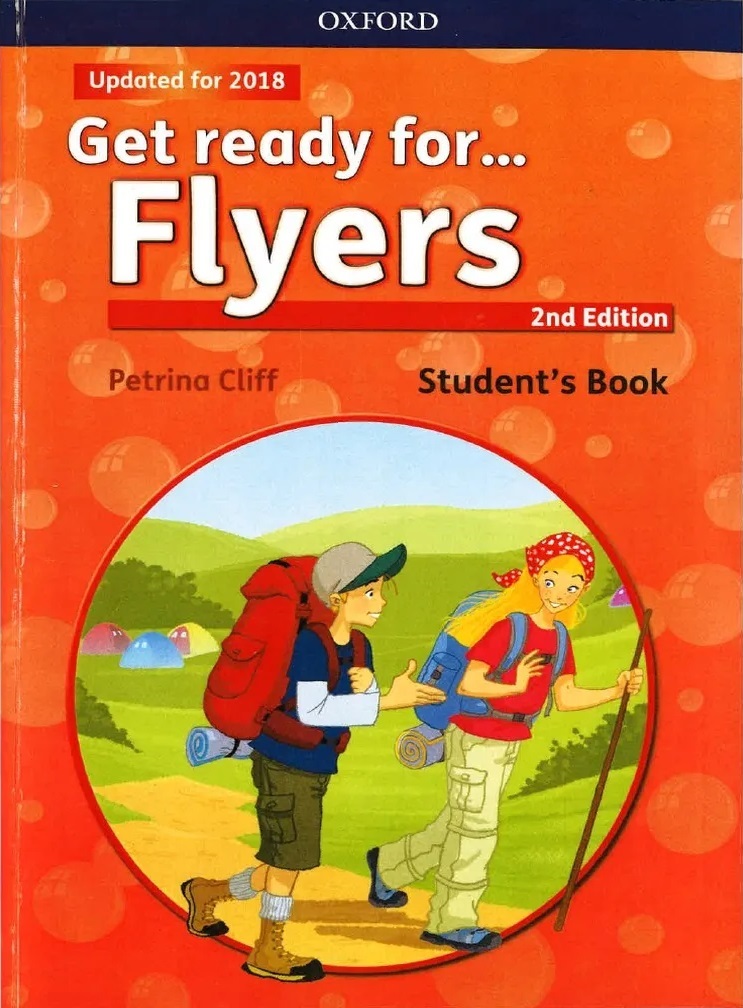 OXFORD
Updated for 2018
Get ready for...
Flyers
2nd Edition
Petrina Cliff
Student's Book